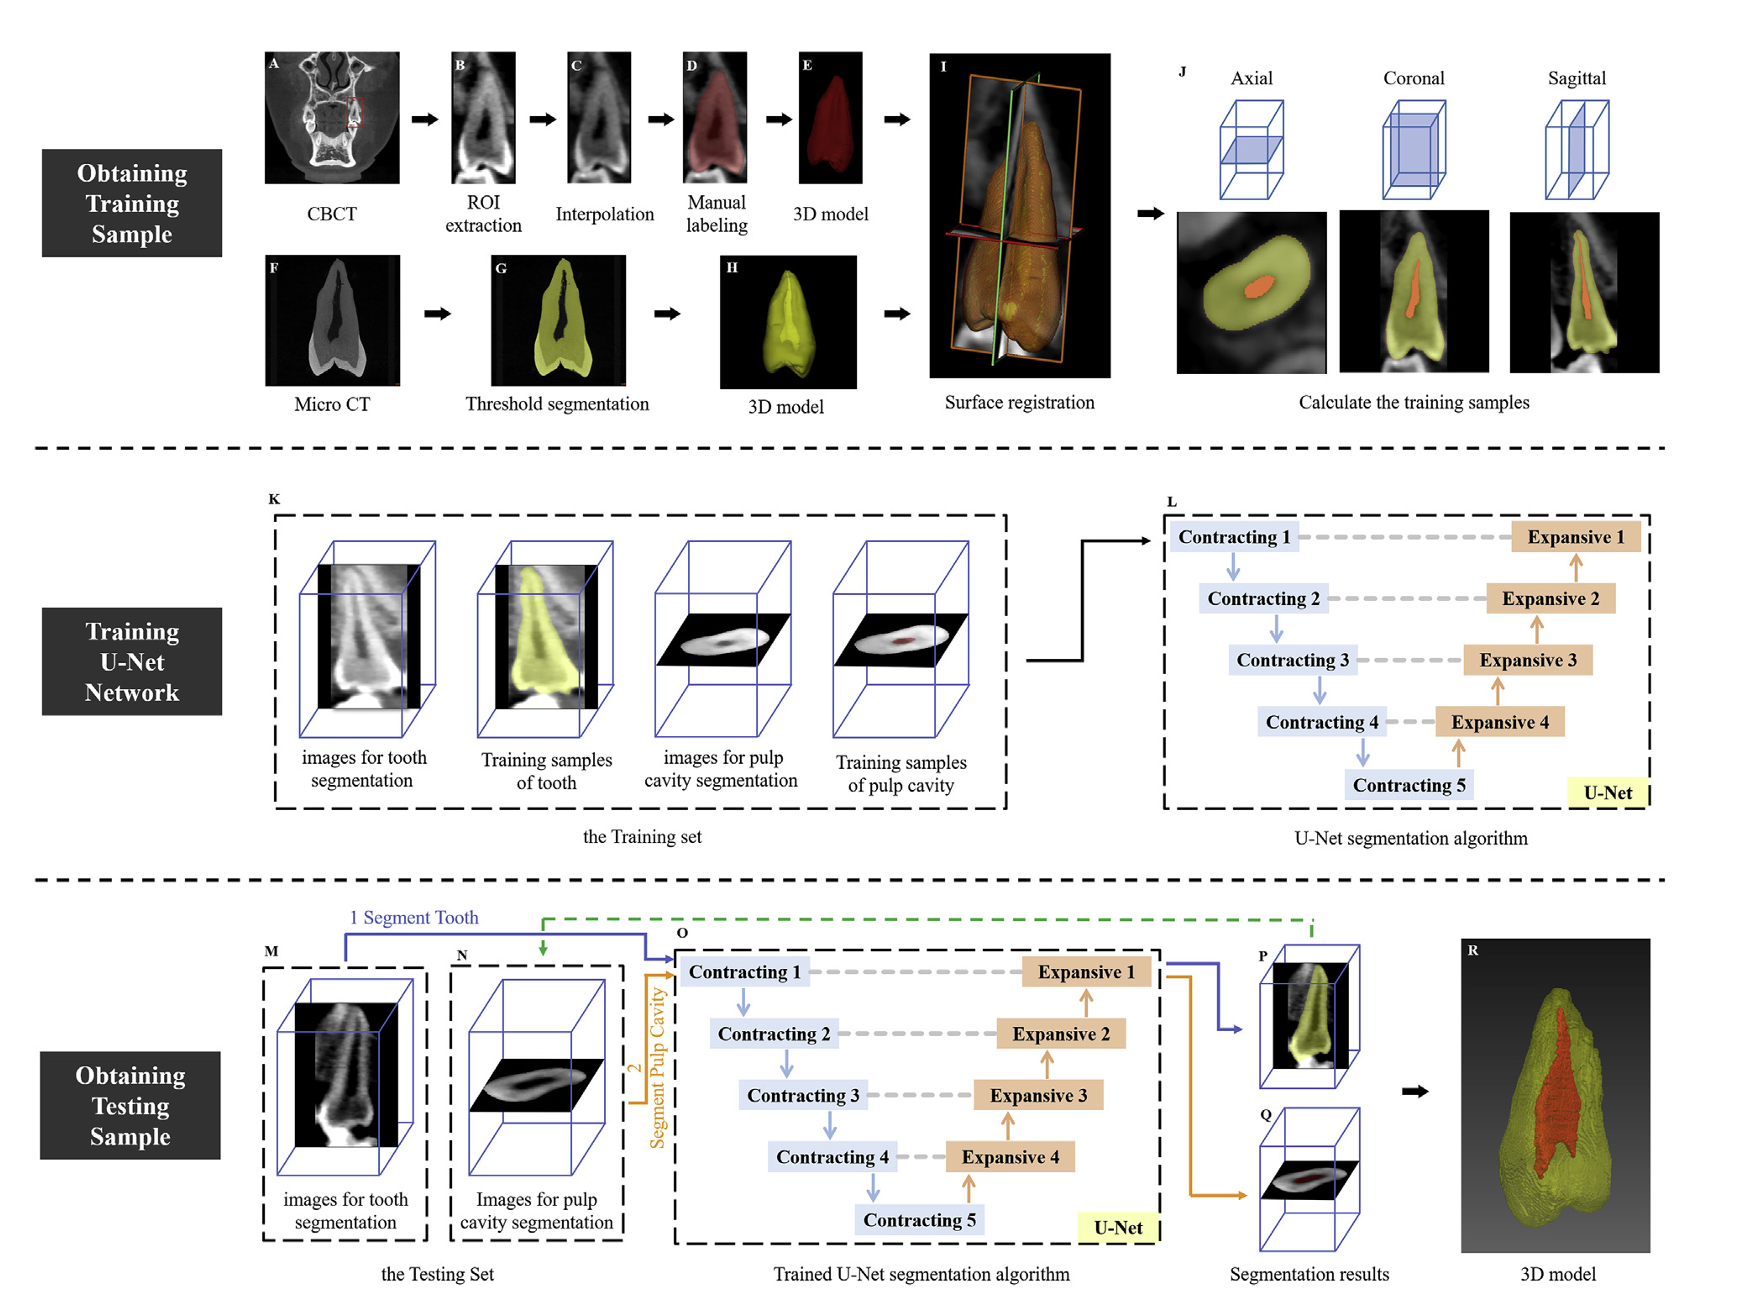 Obtaining
Training
Sample
A
B
C
D
E
CBCT
ROI
extraction
Interpolation
Manual
labeling
3D model
F
G
H
Micro CT
Threshold segmentation
3D model
I
Surface registration
J
Axial
Coronal
Sagittal
Calculate the training samples
Training
U-Net
Network
K
images for tooth
segmentation
Training samples
of tooth
images for pulp
cavity segmentation
Training samples
of pulp cavity
the Training set
L
Contracting 1
Expansive 1
Contracting 2
Expansive 2
Contracting 3
Expansive 3
Contracting 4
Expansive 4
Contracting 5
U-Net
U-Net segmentation algorithm
Obtaining
Testing
Sample
1 Segment Tooth
M
images for tooth
segmentation
N
Images for pulp
cavity segmentation
the Testing Set
2
Segment Pulp Cavity
O
Contracting 1
Expansive 1
Contracting 2
Expansive 2
Contracting 3
Expansive 3
Contracting 4
Expansive 4
Contracting 5
U-Net
Trained U-Net segmentation algorithm
P
Q
Segmentation results
R
3D model